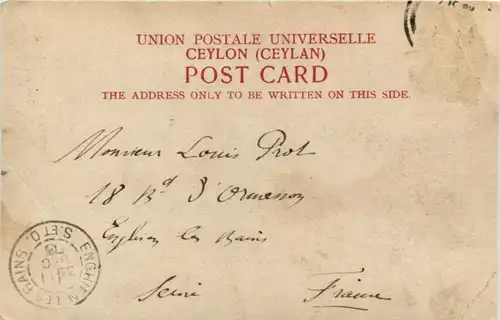 UNION POSTALE UNIVERSELLE
CEYLON (CEYLAN)
POST CARD
THE ADDRESS ONLY TO BE WRITTEN ON THIS SIDE.
Monsieur Louis Prot
18 Bd d'Ormesson
Enghien les Bains
Seine France
ENGHIEN LES BAINS
S. ET O.